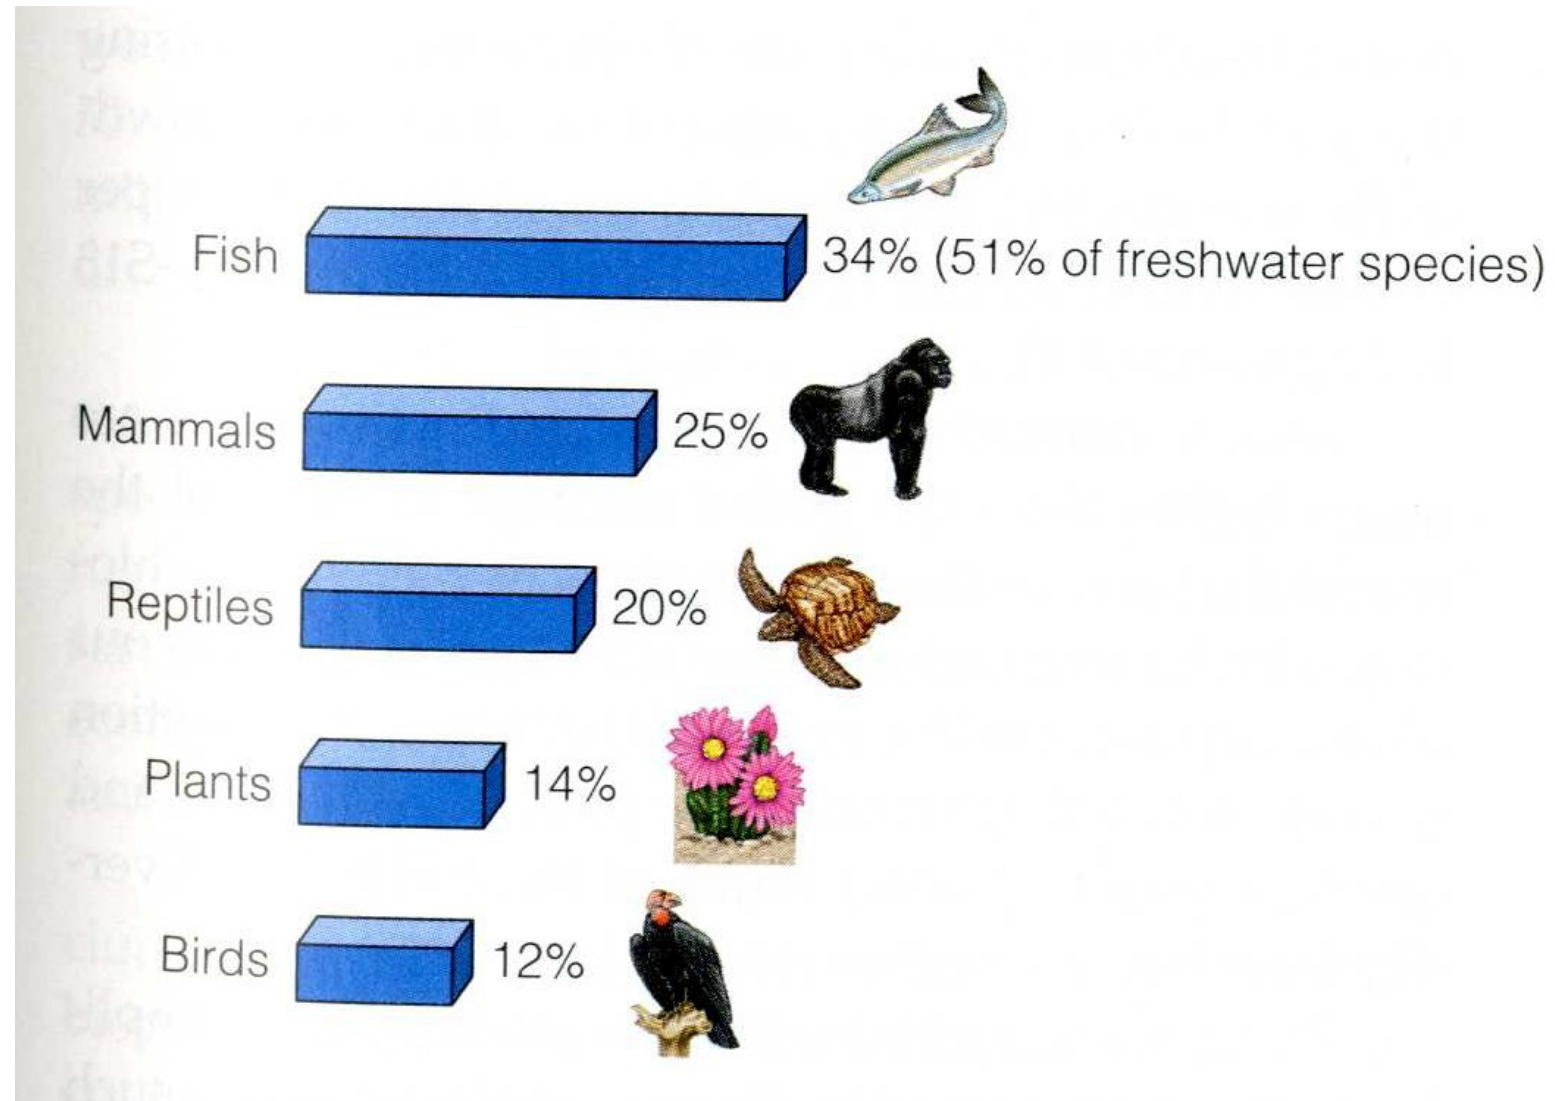 Fish 34% (51% of freshwater species)
Mammals 25%
Reptiles 20%
Plants 14%
Birds 12%